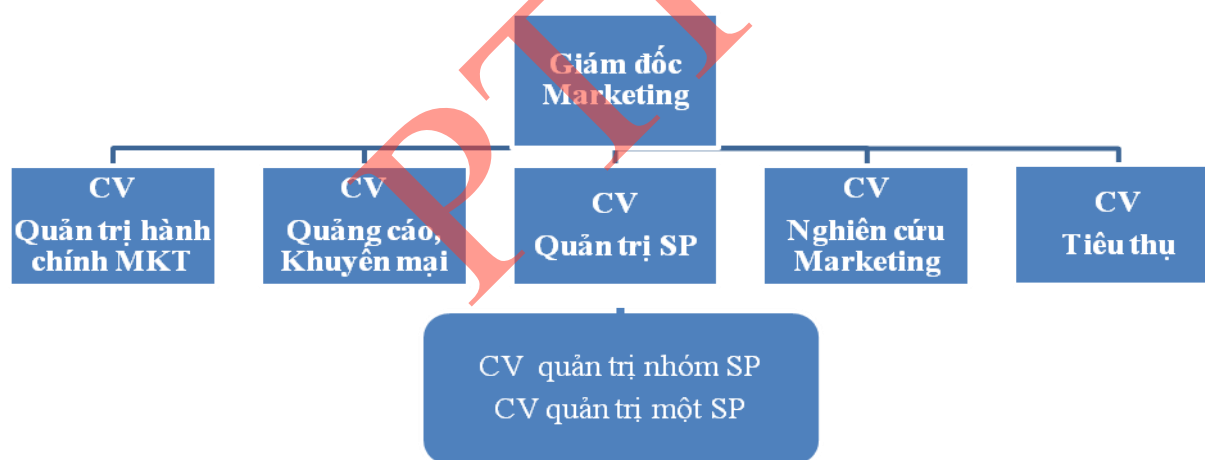 Giám đốc
Marketing
CV
Quản trị hành
chính MKT
CV
Quảng cáo,
Khuyến mại
CV
Quản trị SP
CV
Nghiên cứu
Marketing
CV
Tiêu thụ
CV quản trị nhóm SP
CV quản trị một SP